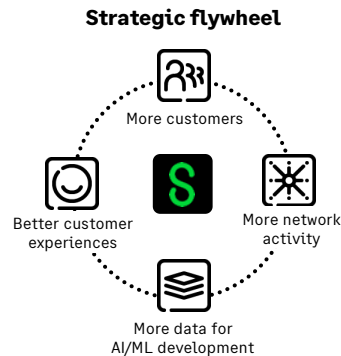 Strategic flywheel
More customers
Better customer
experiences
More network
activity
More data for
AI/ML development